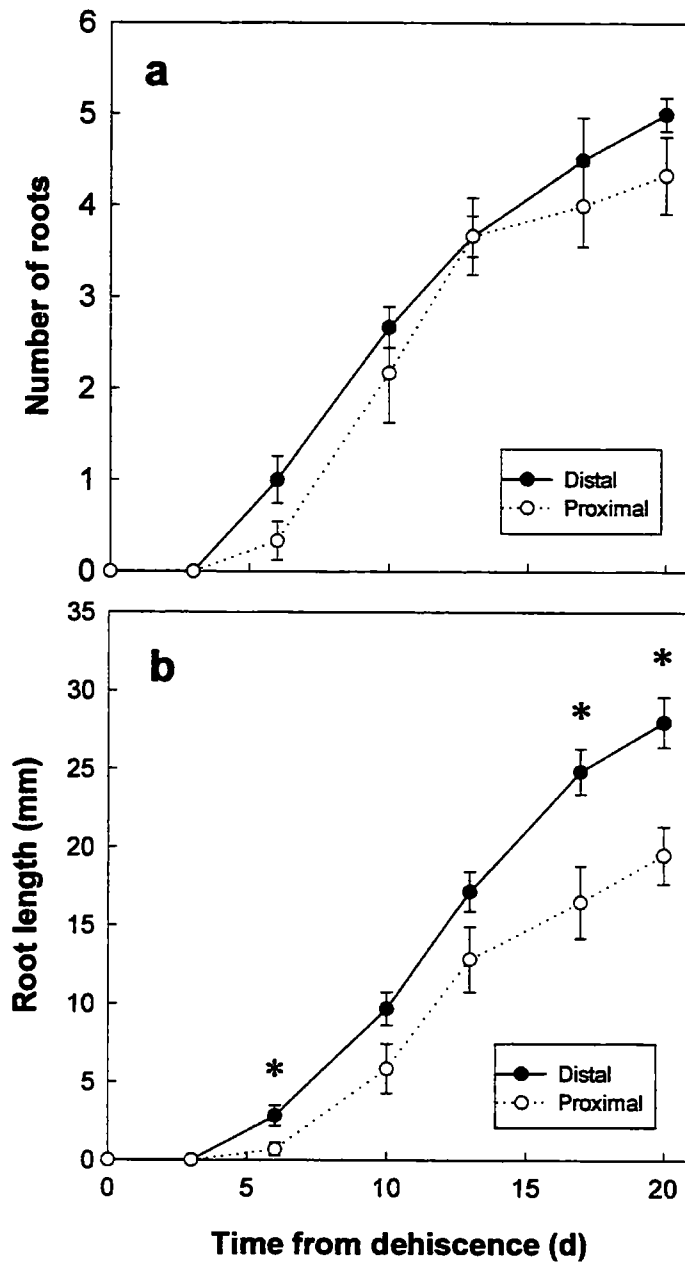 a
Number of roots
6
5
4
3
2
1
0
Distal
Proximal
b
Root length (mm)
35
30
25
20
15
10
5
0
*
*
*
Distal
Proximal
0 5 10 15 20
Time from dehiscence (d)